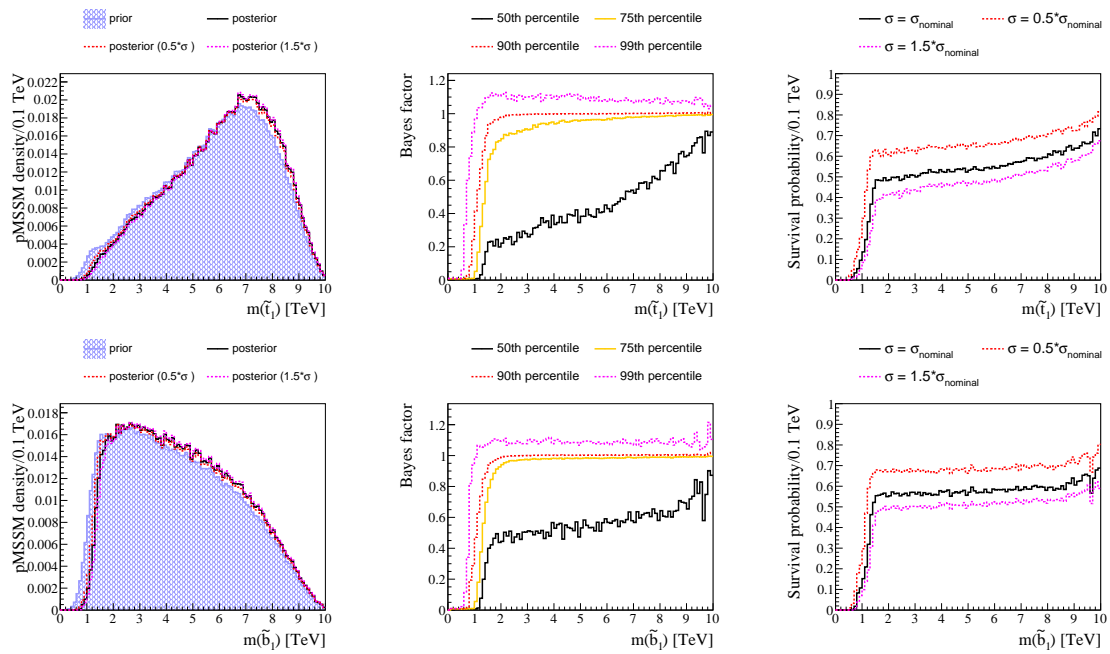 prior posterior
posterior (0.5*σ ) posterior (1.5*σ )
pMSSM density/0.1 TeV
0.022
0.02
0.018
0.016
0.014
0.012
0.01
0.008
0.006
0.004
0.002
0
0 1 2 3 4 5 6 7 8 9 10
m(t̃₁) [TeV]
50th percentile 75th percentile
90th percentile 99th percentile
Bayes factor
1.2
1
0.8
0.6
0.4
0.2
0
0 1 2 3 4 5 6 7 8 9 10
m(t̃₁) [TeV]
σ = σnominal σ = 0.5*σnominal
σ = 1.5*σnominal
Survival probability/0.1 TeV
1
0.9
0.8
0.7
0.6
0.5
0.4
0.3
0.2
0.1
0
0 1 2 3 4 5 6 7 8 9 10
m(t̃₁) [TeV]
prior posterior
posterior (0.5*σ ) posterior (1.5*σ )
pMSSM density/0.1 TeV
0.018
0.016
0.014
0.012
0.01
0.008
0.006
0.004
0.002
0
0 1 2 3 4 5 6 7 8 9 10
m(b̃₁) [TeV]
50th percentile 75th percentile
90th percentile 99th percentile
Bayes factor
1.2
1
0.8
0.6
0.4
0.2
0
0 1 2 3 4 5 6 7 8 9 10
m(b̃₁) [TeV]
σ = σnominal σ = 0.5*σnominal
σ = 1.5*σnominal
Survival probability/0.1 TeV
1
0.9
0.8
0.7
0.6
0.5
0.4
0.3
0.2
0.1
0
0 1 2 3 4 5 6 7 8 9 10
m(b̃₁) [TeV]